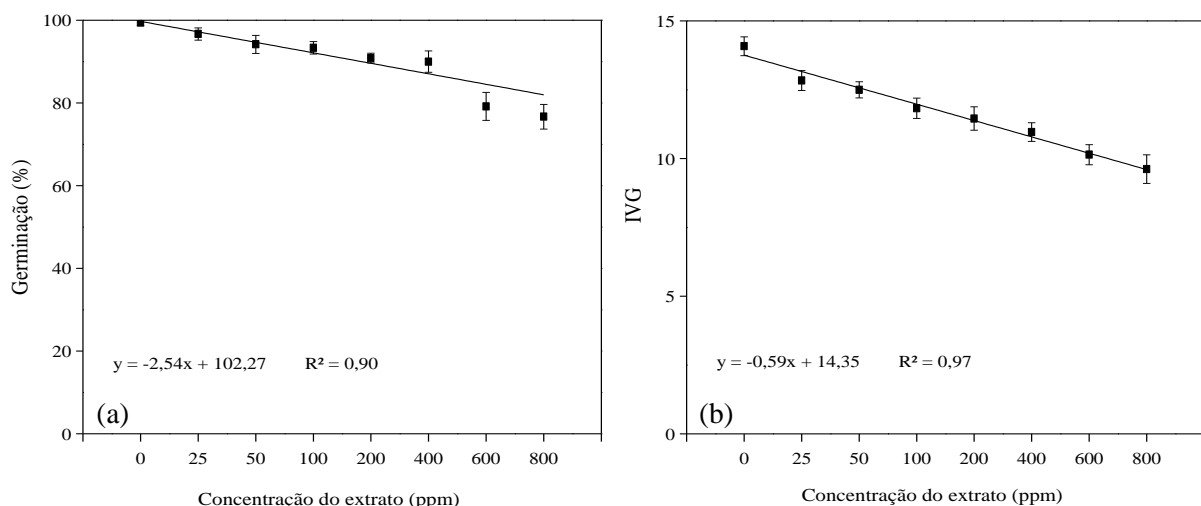 100
80
60
40
20
0
Germinação (%)
y = -2,54x + 102,27 R² = 0,90
(a)
0 25 50 100 200 400 600 800
Concentração do extrato (ppm)
15
10
5
0
IVG
y = -0,59x + 14,35 R² = 0,97
(b)
0 25 50 100 200 400 600 800
Concentração do extrato (ppm)